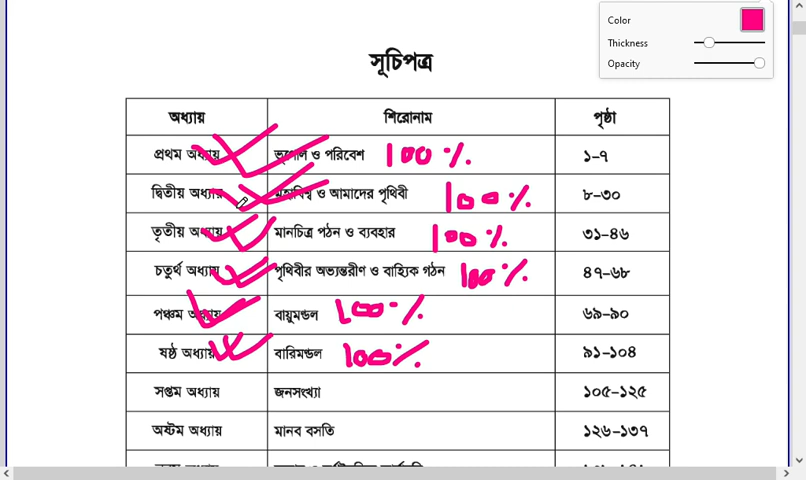 Color
Thickness
Opacity
সূচিপত্র
অধ্যায় শিরোনাম পৃষ্ঠা
প্রথম অধ্যায় ভূগোল ও পরিবেশ 100% ১-৭
দ্বিতীয় অধ্যায় মহাবিশ্ব ও আমাদের পৃথিবী 100% ৮-৩০
তৃতীয় অধ্যায় মানচিত্র পঠন ও ব্যবহার 100% ৩১-৪৬
চতুর্থ অধ্যায় পৃথিবীর অভ্যন্তরীণ ও বাহ্যিক গঠন 100% ৪৭-৬৮
পঞ্চম অধ্যায় বায়ুমন্ডল 100% ৬৯-৯০
ষষ্ঠ অধ্যায় বারিমন্ডল 100% ৯১-১০৪
সপ্তম অধ্যায় জনসংখ্যা ১০৫-১২৫
অষ্টম অধ্যায় মানব বসতি ১২৬-১৩৭